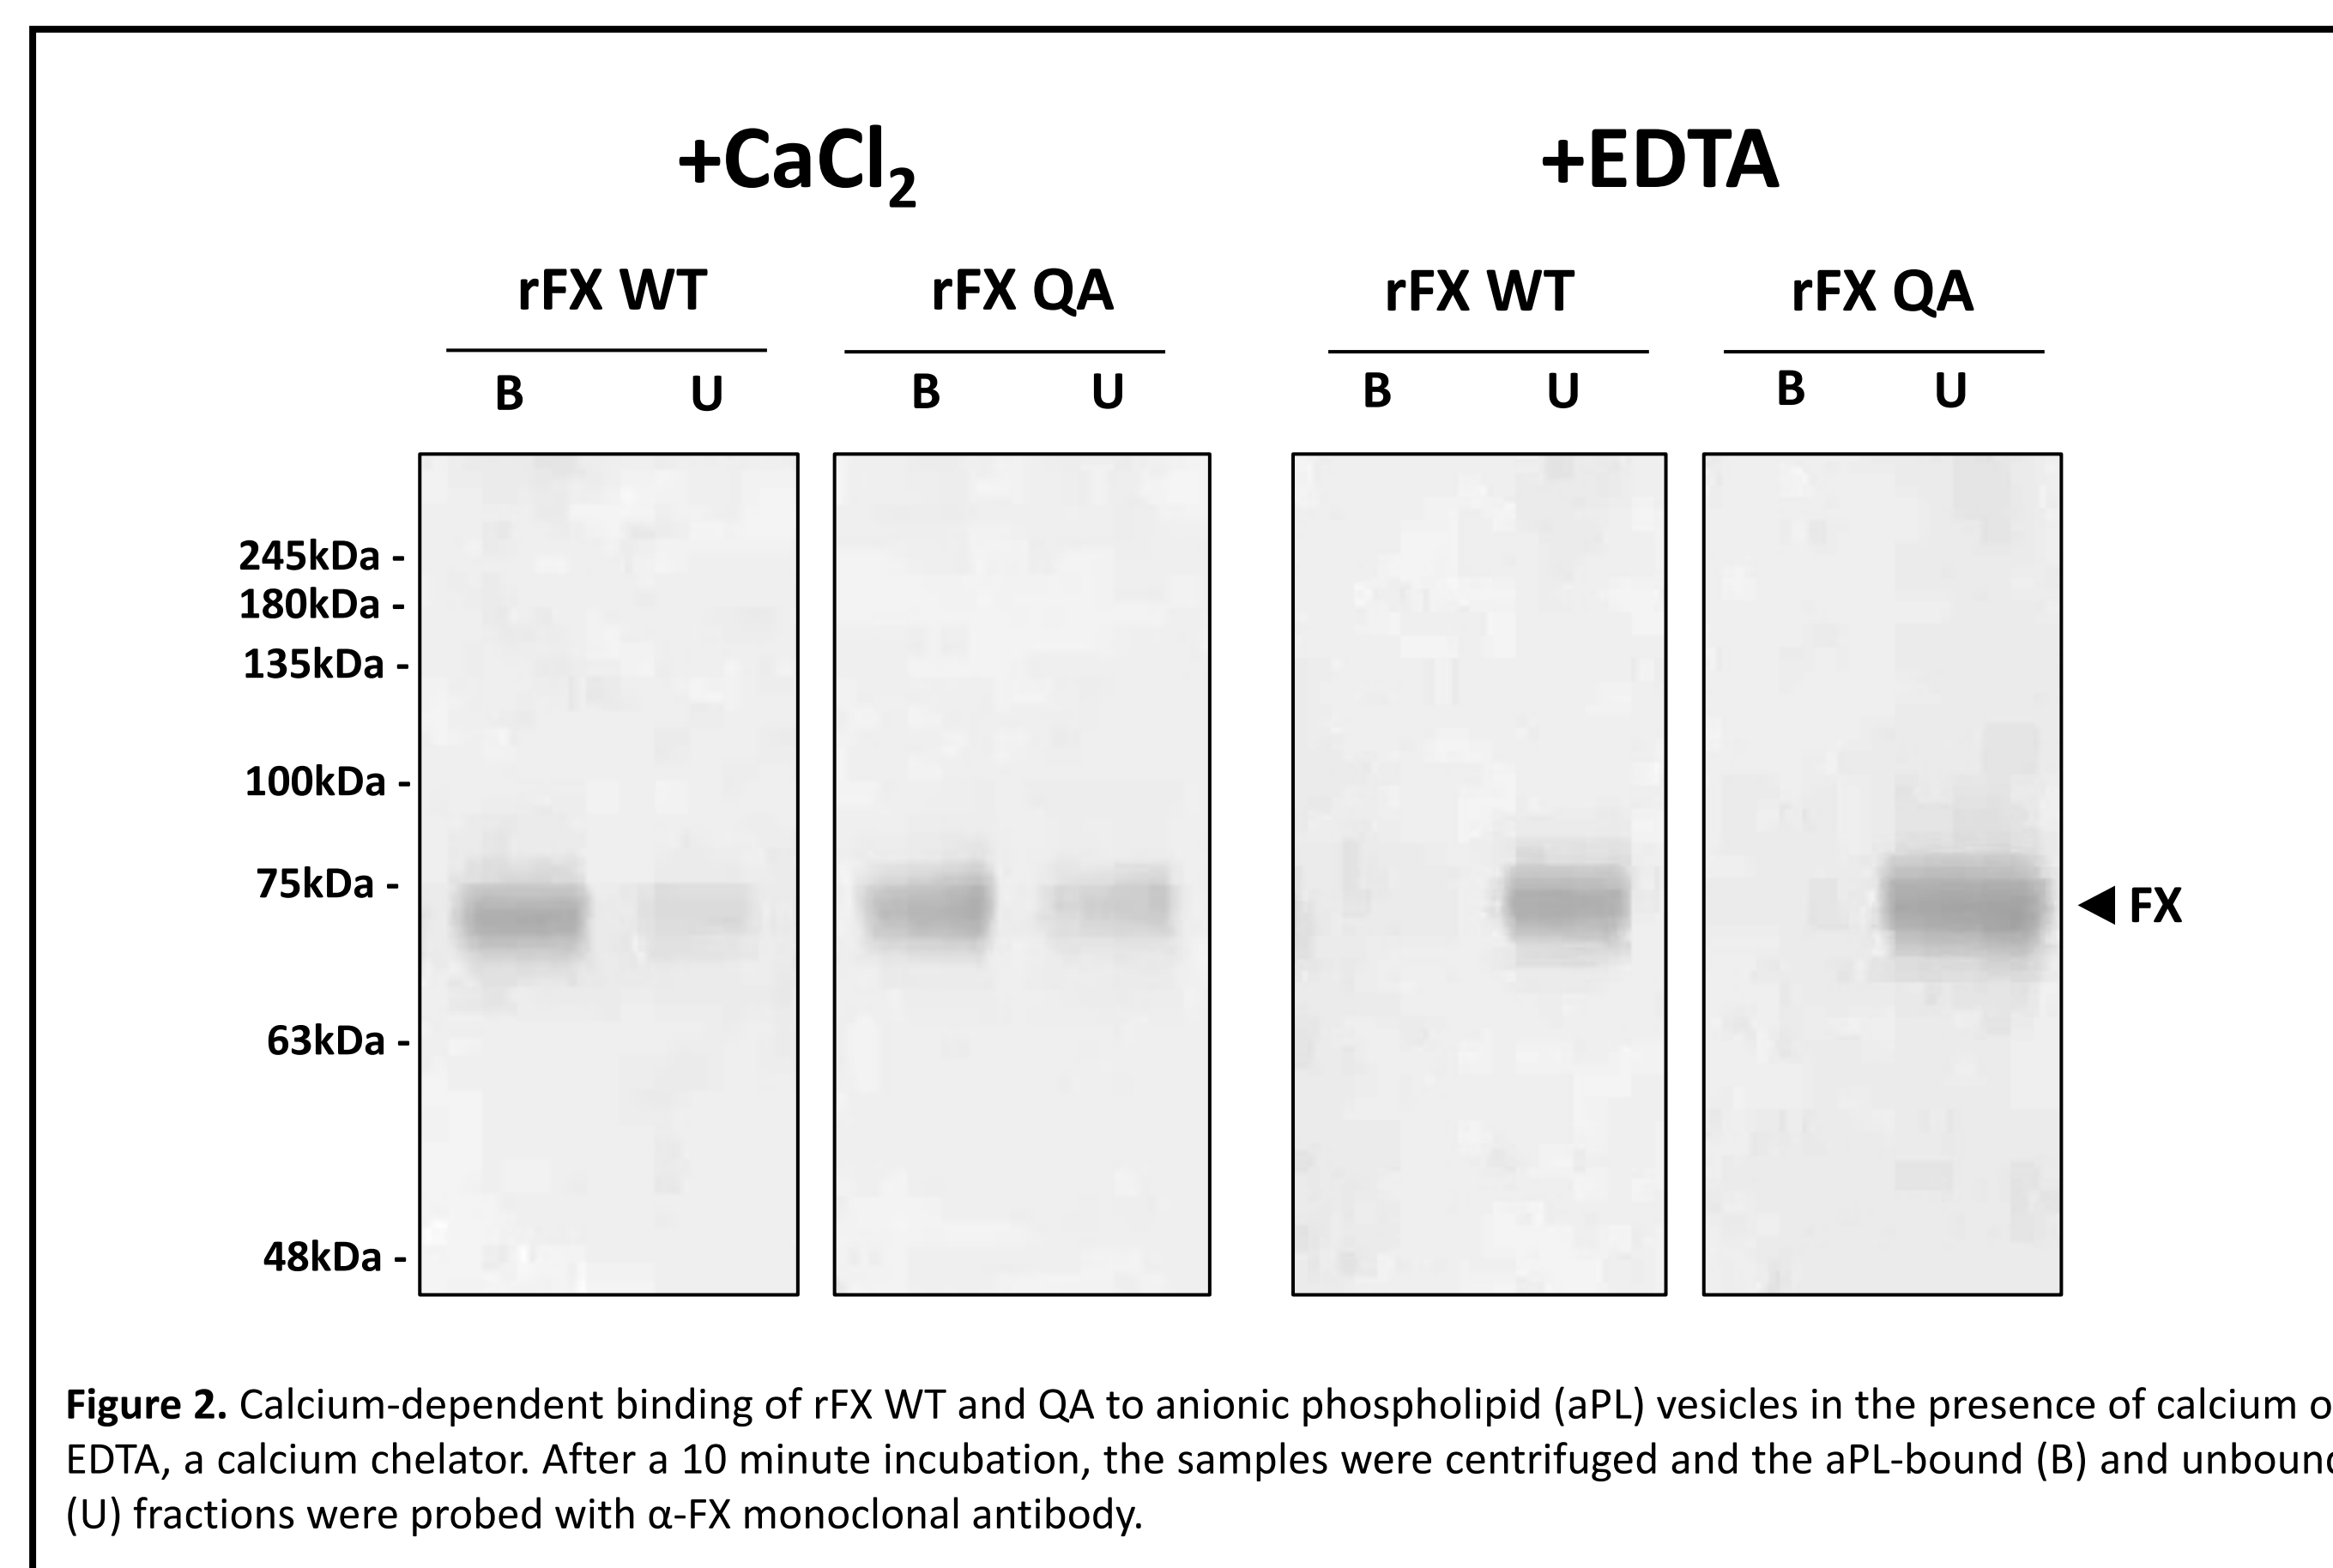 +CaCl₂ +EDTA
rFX WT rFX QA rFX WT rFX QA
B U B U B U B U
245kDa -
180kDa -
135kDa -
100kDa -
75kDa -
FX
63kDa -
48kDa -
Figure 2. Calcium-dependent binding of rFX WT and QA to anionic phospholipid (aPL) vesicles in the presence of calcium o
EDTA, a calcium chelator. After a 10 minute incubation, the samples were centrifuged and the aPL-bound (B) and unbound
(U) fractions were probed with α-FX monoclonal antibody.